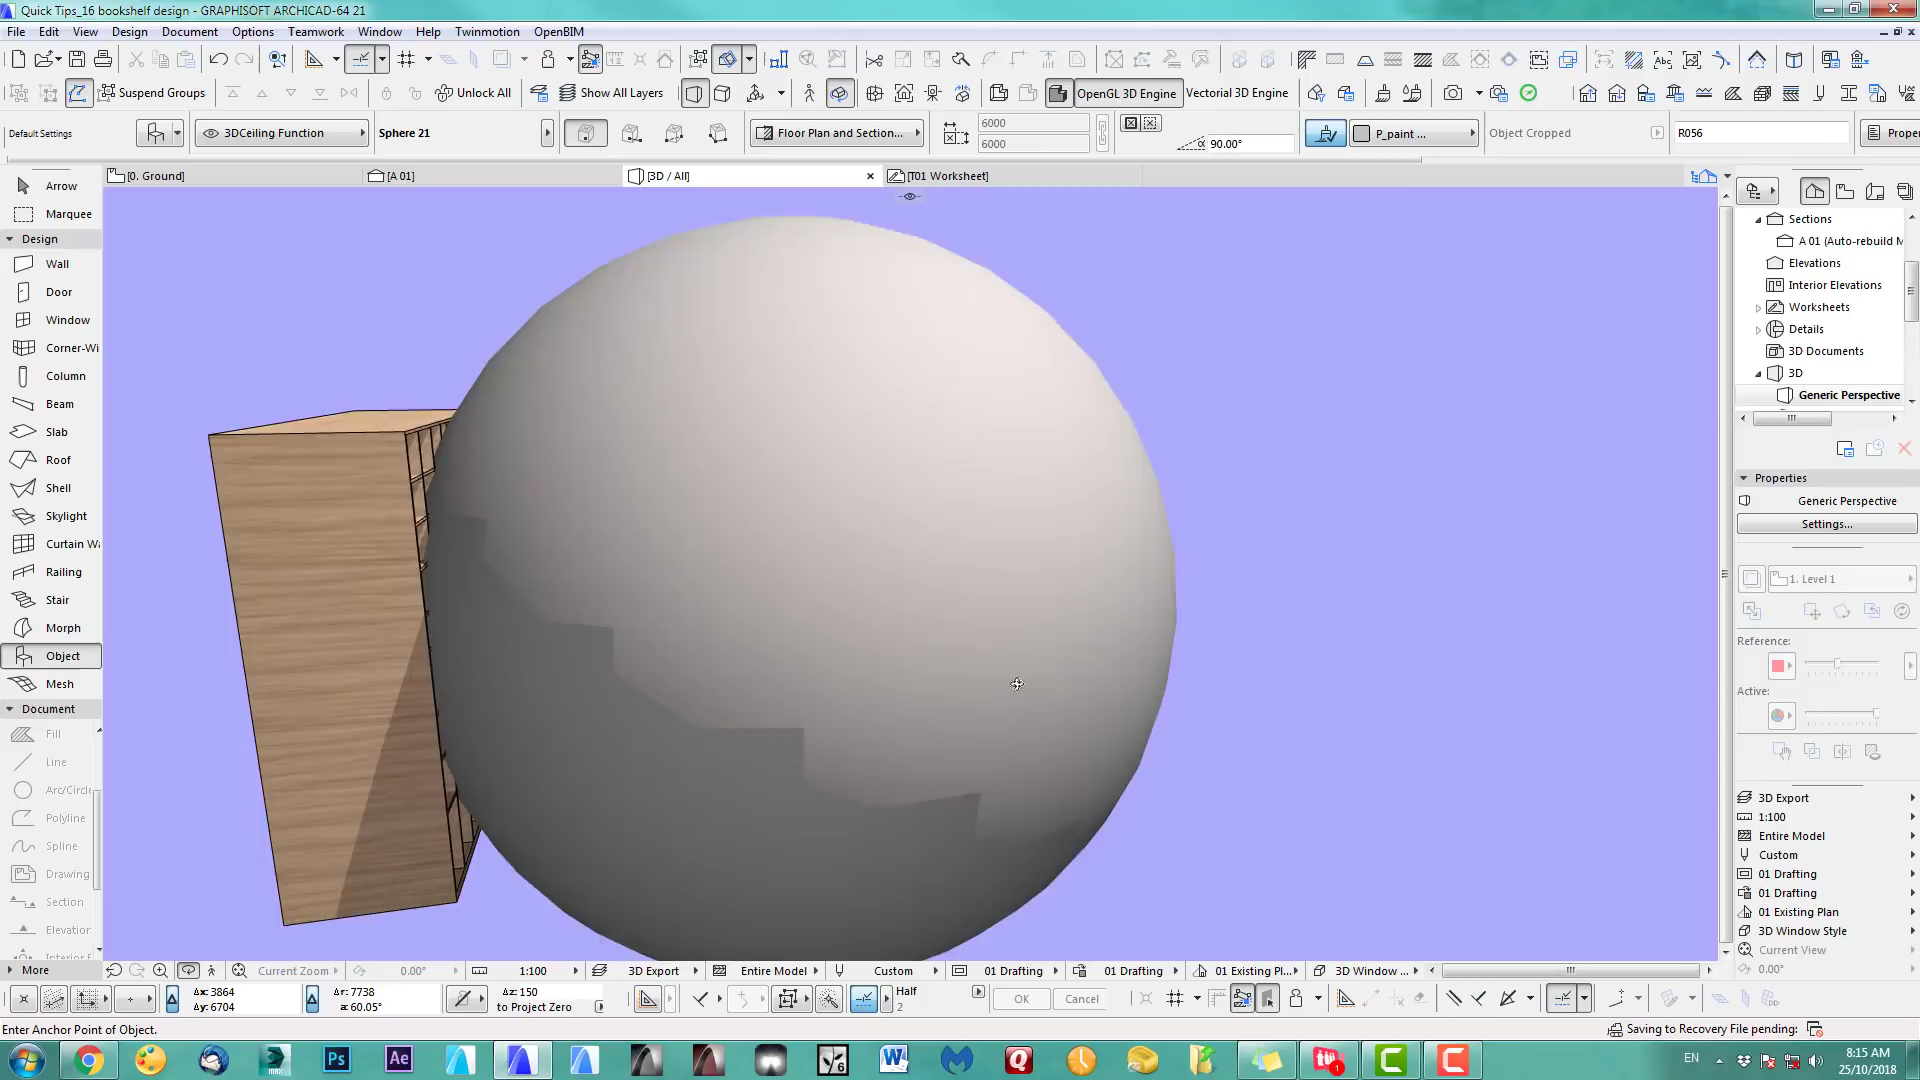 Quick Tips_16 bookshelf design - GRAPHISOFT ARCHICAD-64 21
File Edit View Design Document Options Teamwork Window Help Twinmotion OpenBIM
Suspend Groups Unlock All Show All Layers OpenGL 3D Engine Vectorial 3D Engine
Default Settings 3DCeiling Function Sphere 21 Floor Plan and Section... 6000 6000 90.00° P_paint ... Object Cropped R056 Proper
[0. Ground] [A 01] [3D / All] [T01 Worksheet]
Arrow
Marquee
Design
Wall
Door
Window
Corner-Wi
Column
Beam
Slab
Roof
Shell
Skylight
Curtain Wa
Railing
Stair
Morph
Object
Mesh
Document
Fill
Line
Arc/Circle
Polyline
Spline
Drawing
Section
Elevation
Interior E
More
Sections
A 01 (Auto-rebuild M
Elevations
Interior Elevations
Worksheets
Details
3D Documents
3D
Generic Perspective
Properties
Generic Perspective
Settings...
1. Level 1
Reference:
Active:
3D Export
1:100
Entire Model
Custom
01 Drafting
01 Drafting
01 Existing Plan
3D Window Style
Current View
0.00°
Current Zoom 0.00° 1:100 3D Export Entire Model Custom 01 Drafting 01 Drafting 01 Existing Pl... 3D Window ...
Δx: 3864 Δr: 7738 Δz: 150 Half OK Cancel
Δy: 6704 a: 60.05° to Project Zero 2
Enter Anchor Point of Object. Saving to Recovery File pending:
MAX Ps Ae 6 W Q 1 C C EN 8:15 AM
25/10/2018